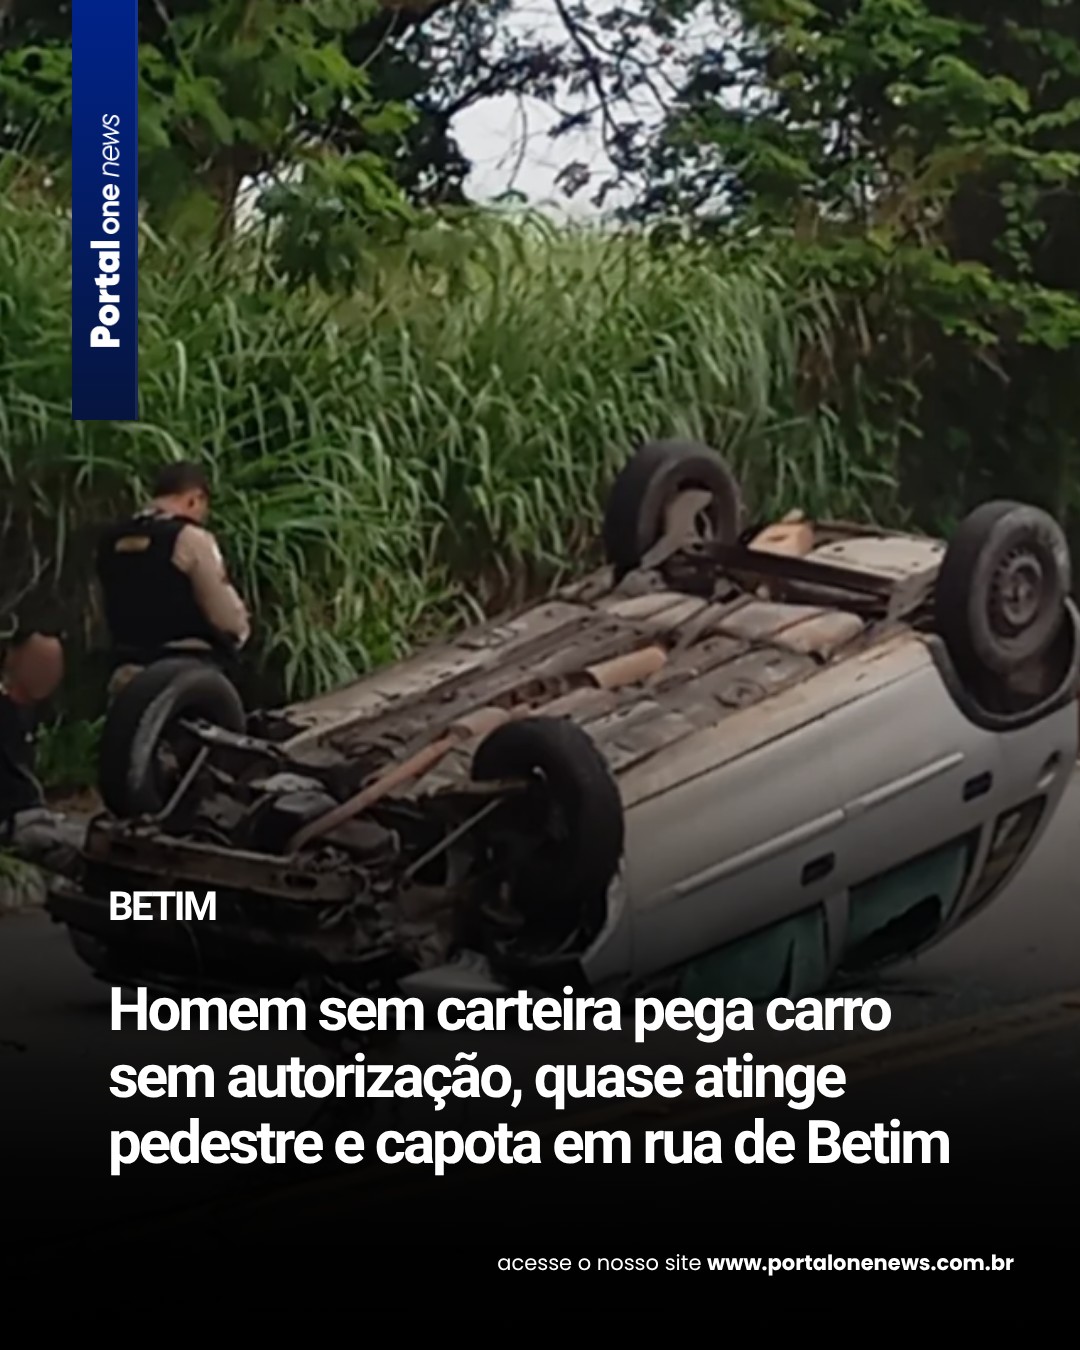 Portal one news
BETIM
Homem sem carteira pega carro
sem autorização, quase atinge
pedestre e capota em rua de Betim
acesse o nosso site www.portalonenews.com.br